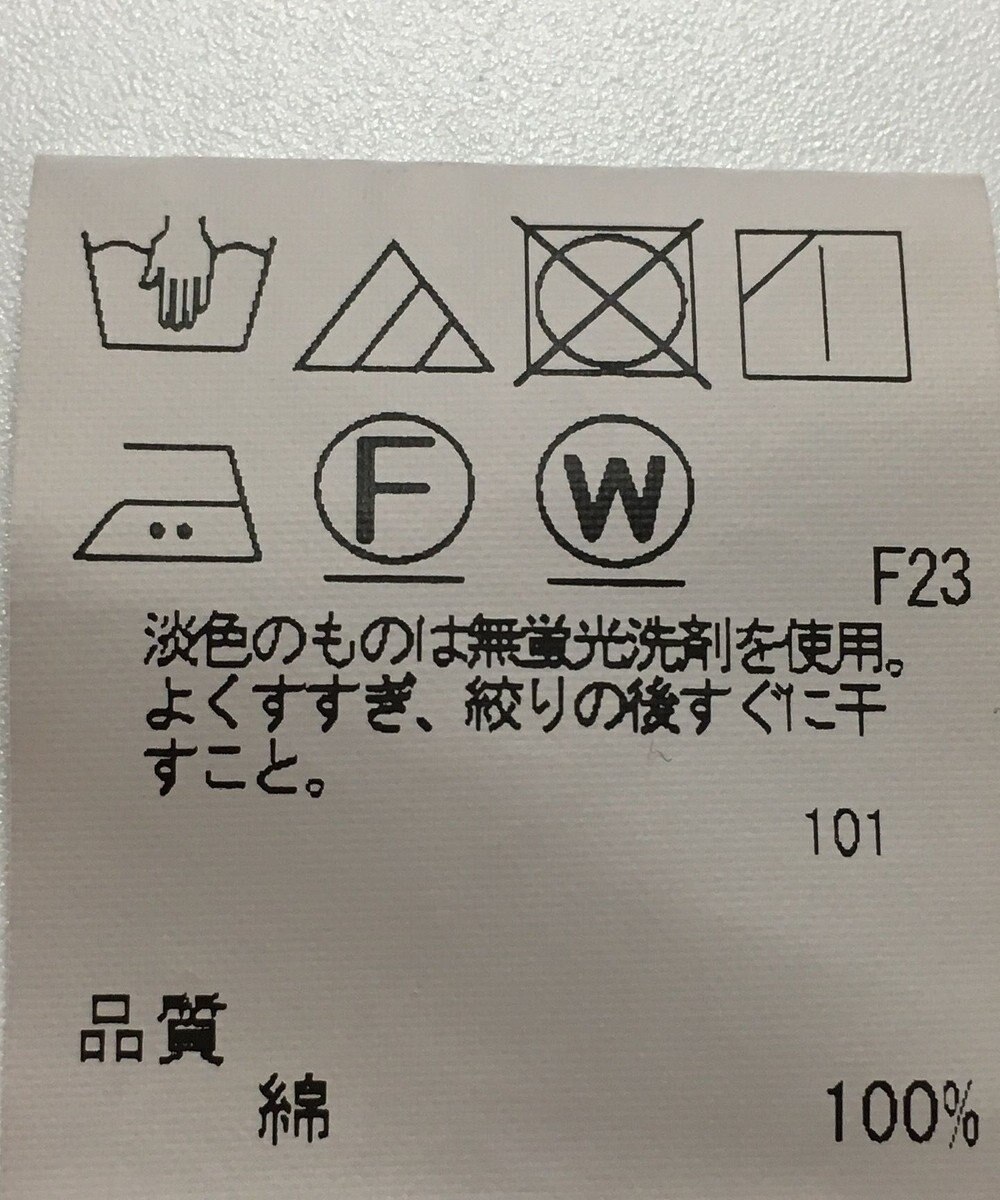 F
W
F23
淡色のものは無蛍光洗剤を使用。
よくすすぎ、絞りの後すぐに干
すこと。
101
品質
綿 100%